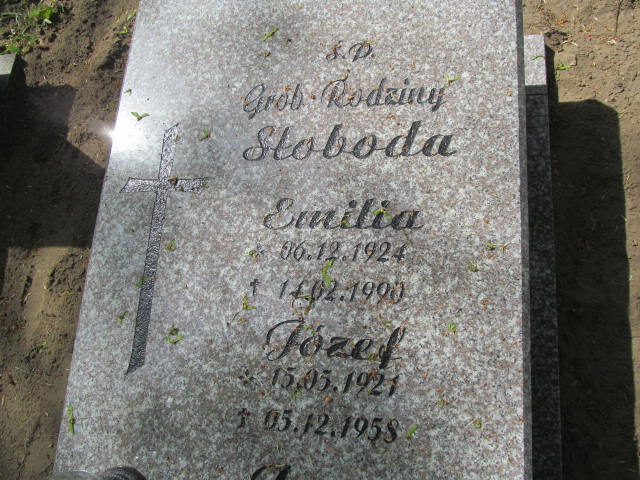 Ś.P.
Grób Rodziny
Słoboda
Emilia
* 06.12.1924
† 14.02.1990
Józef
* 15.05.1921
† 05.12.1958